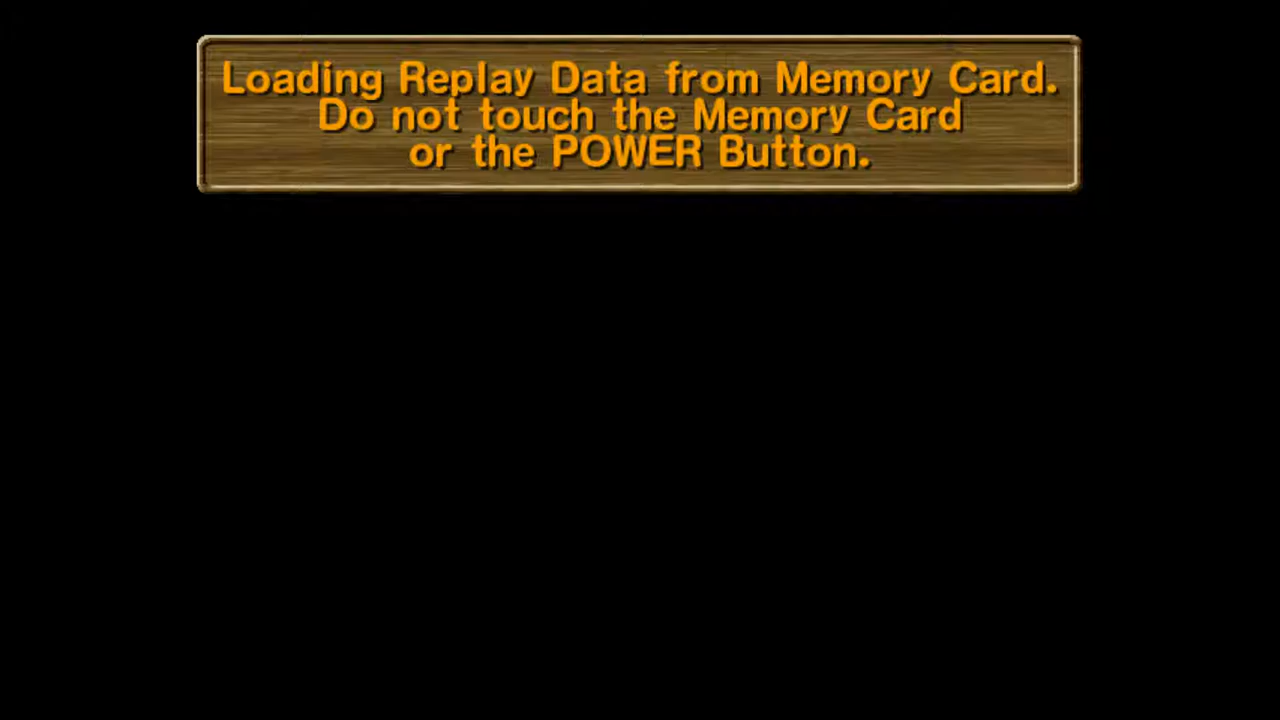 Loading Replay Data from Memory Card.
Do not touch the Memory Card
or the POWER Button.